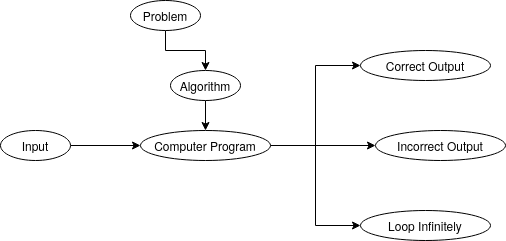 Problem
Algorithm
Input
Computer Program
Correct Output
Incorrect Output
Loop Infinitely